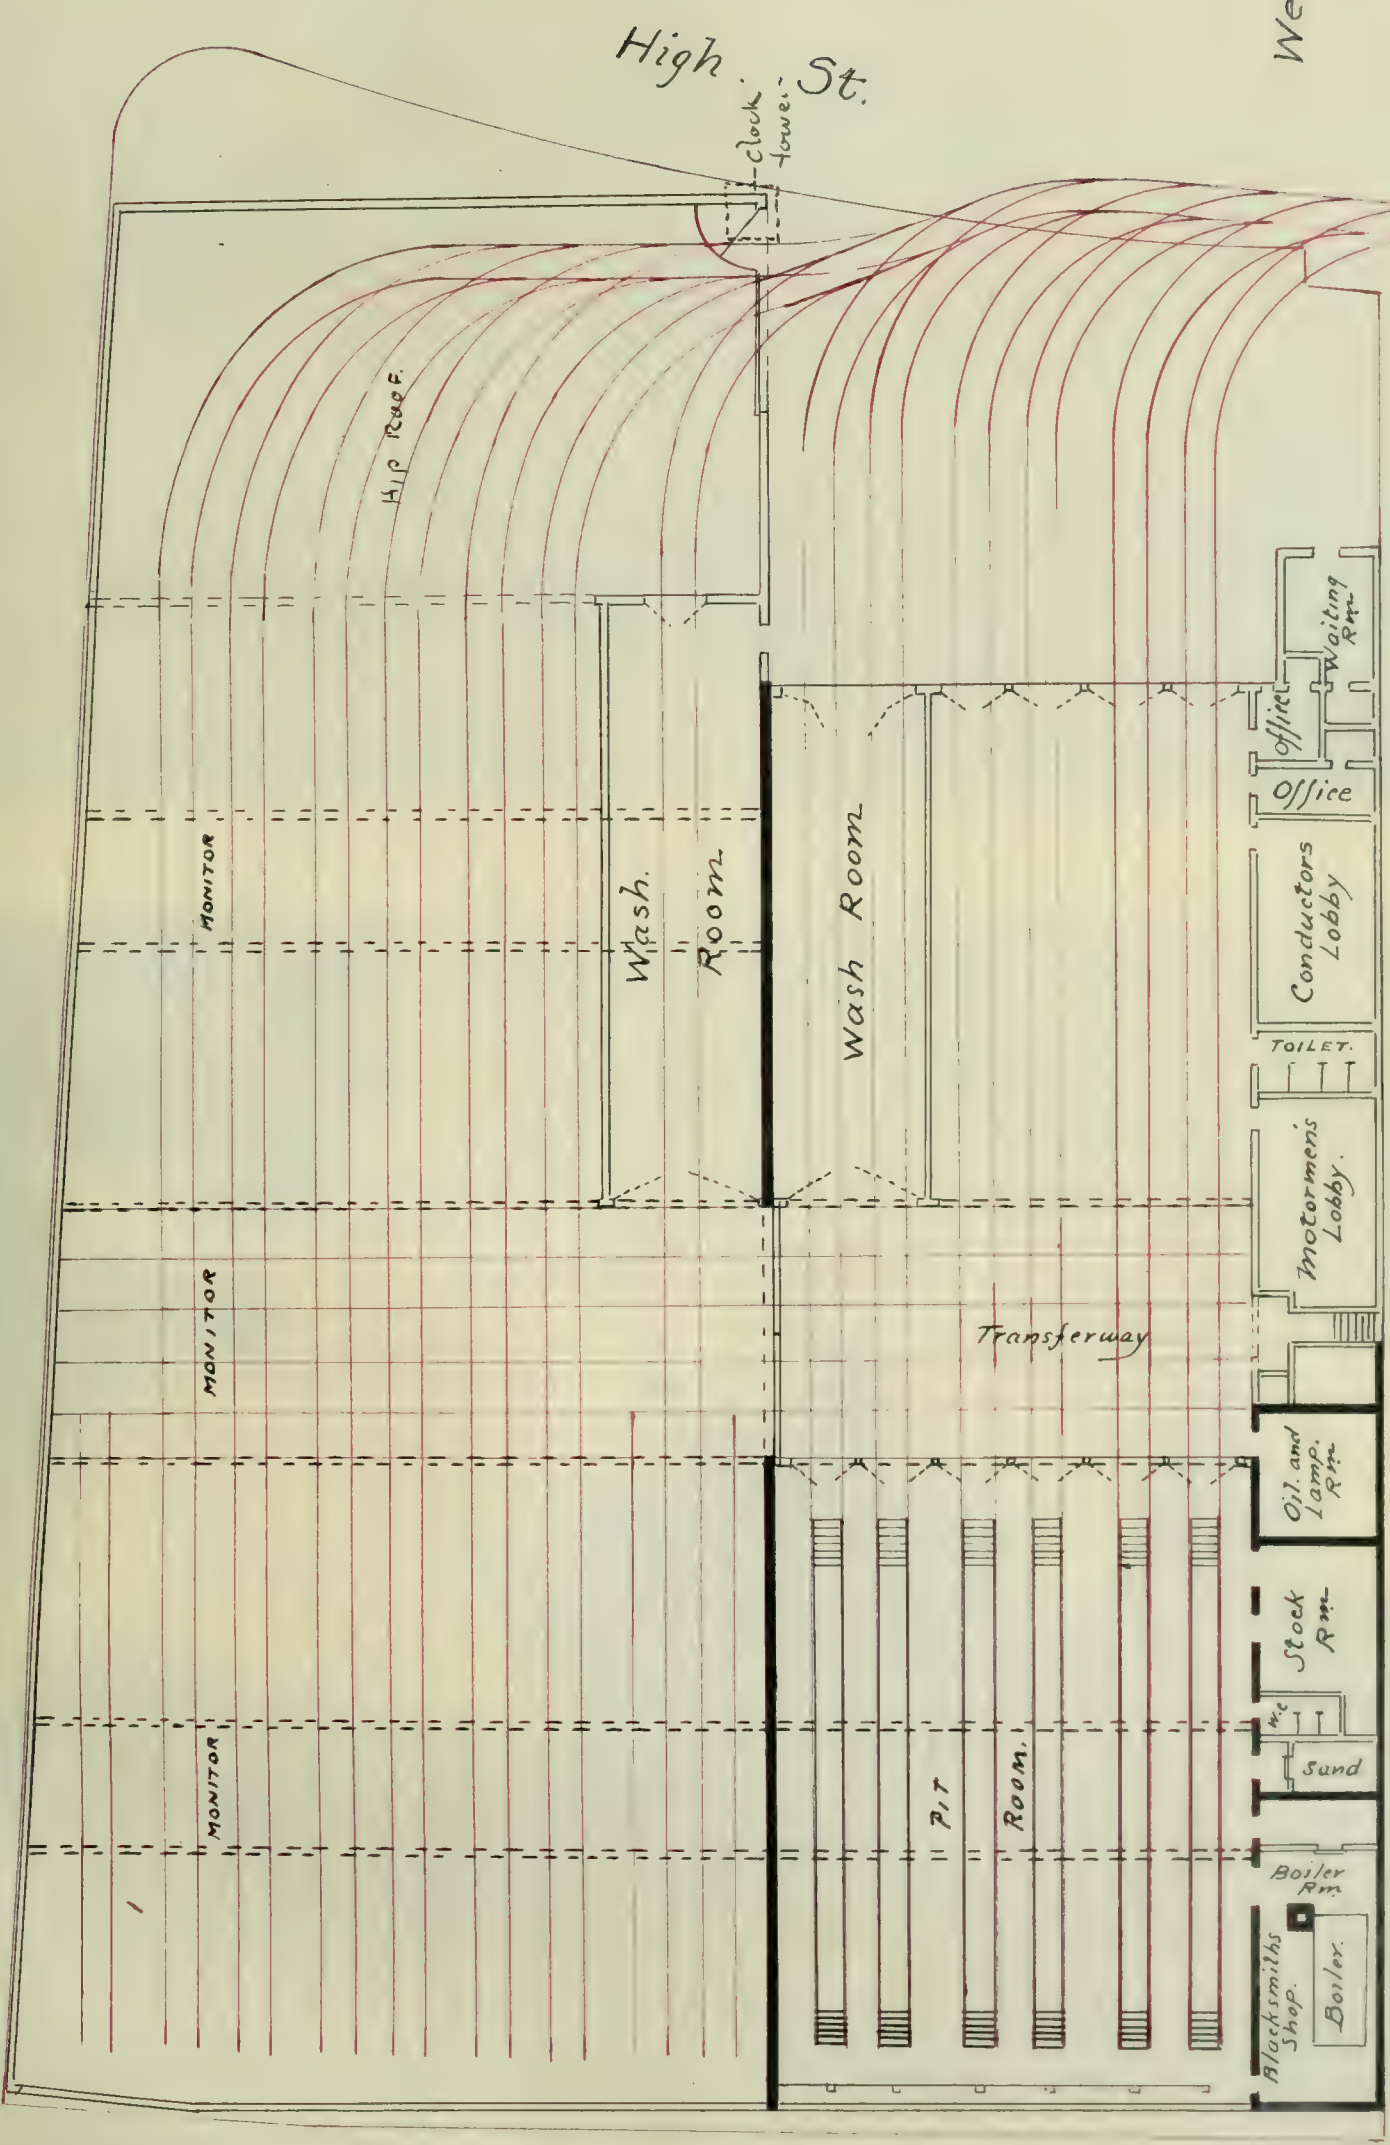 High St.
We
clock
tower
HIP ROOF.
Waiting
Rm
Office
Office
MONITOR
Wash.
Room
Wash Room
Conductors
Lobby
TOILET.
Motormen's
Lobby.
MONITOR
Transferway
Oil. and
Lamp.
Rm
Stock
Rm
W.C
Sand
MONITOR
PIT
ROOM.
Boiler
Rm
Blacksmiths
Shop.
Boiler.